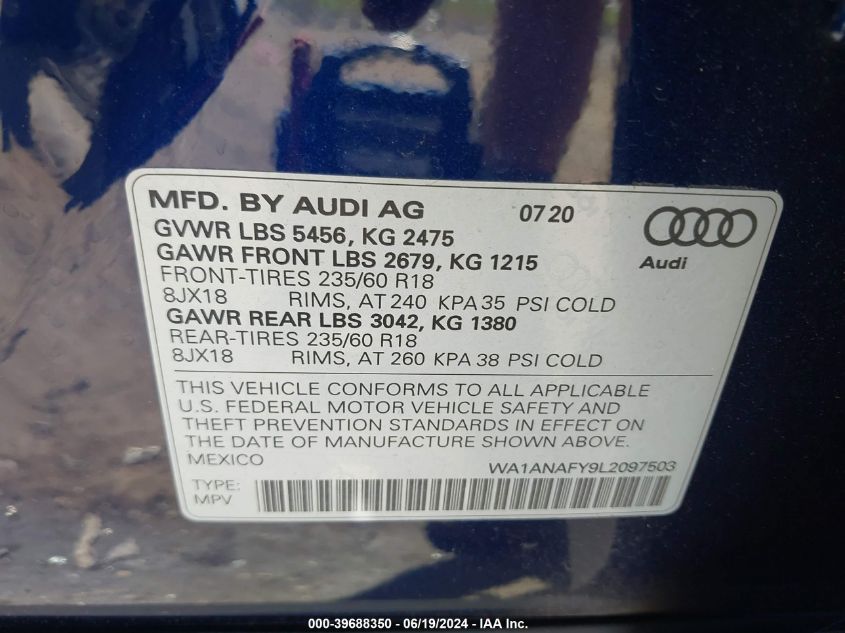 MFD. BY AUDI AG 0720
GVWR LBS 5456, KG 2475
GAWR FRONT LBS 2679, KG 1215
Audi
FRONT-TIRES 235/60 R18
8JX18 RIMS, AT 240 KPA 35 PSI COLD
GAWR REAR LBS 3042, KG 1380
REAR-TIRES 235/60 R18
8JX18 RIMS, AT 260 KPA 38 PSI COLD
THIS VEHICLE CONFORMS TO ALL APPLICABLE
U.S. FEDERAL MOTOR VEHICLE SAFETY AND
THEFT PREVENTION STANDARDS IN EFFECT ON
THE DATE OF MANUFACTURE SHOWN ABOVE.
MEXICO WA1ANAFY9L2097503
TYPE:
MPV
000-39688350 - 06/19/2024 - IAA Inc.